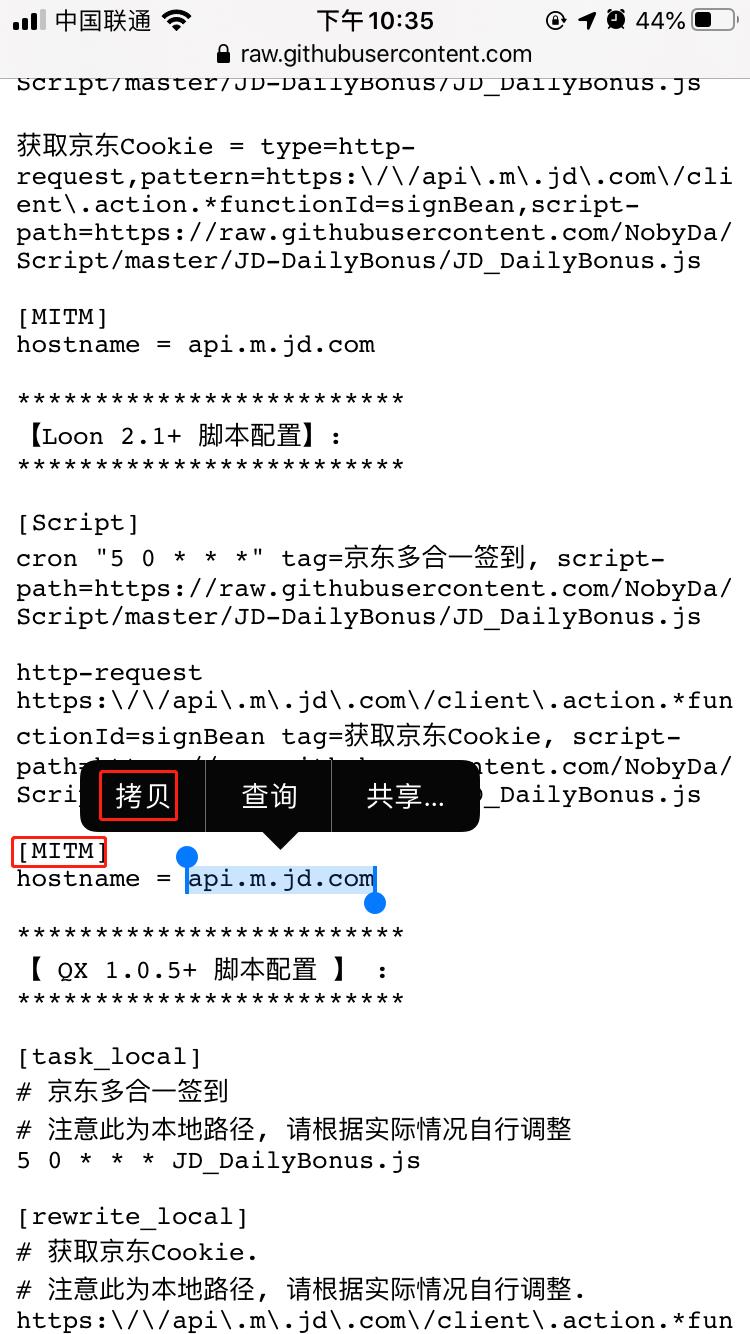 中国联通 下午10:35 44%
raw.githubusercontent.com
Script/master/JD-DailyBonus/JD_DailyBonus.js
获取京东Cookie = type=http-
request,pattern=https:\/\/api\.m\.jd\.com\/cli
ent\.action.*functionId=signBean,script-
path=https://raw.githubusercontent.com/NobyDa/
Script/master/JD-DailyBonus/JD_DailyBonus.js
[MITM]
hostname = api.m.jd.com
*************************
【Loon 2.1+ 脚本配置】:
*************************
[Script]
cron "5 0 * * *" tag=京东多合一签到, script-
path=https://raw.githubusercontent.com/NobyDa/
Script/master/JD-DailyBonus/JD_DailyBonus.js
http-request
https:\/\/api\.m\.jd\.com\/client\.action.*fun
ctionId=signBean tag=获取京东Cookie, script-
path= tent.com/NobyDa/
Scri _DailyBonus.js
拷贝 查询 共享...
[MITM]
hostname = api.m.jd.com
*************************
【 QX 1.0.5+ 脚本配置 】 :
*************************
[task_local]
# 京东多合一签到
# 注意此为本地路径, 请根据实际情况自行调整
5 0 * * * JD_DailyBonus.js
[rewrite_local]
# 获取京东Cookie.
# 注意此为本地路径, 请根据实际情况自行调整.
https:\/\/api\.m\.jd\.com\/client\.action.*fun